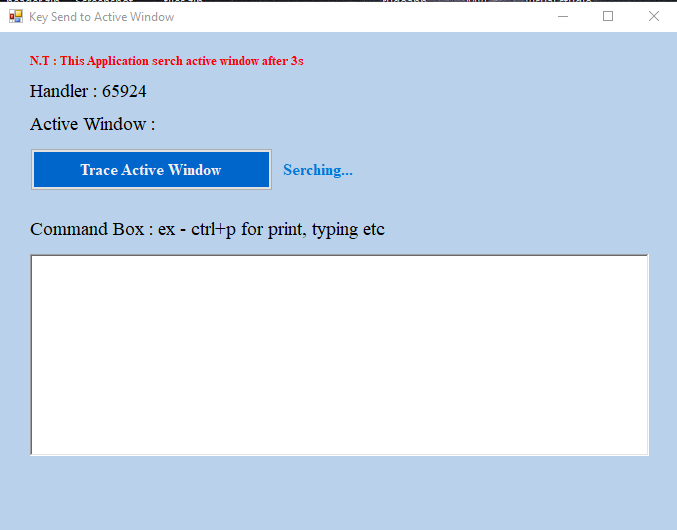 Key Send to Active Window
N.T : This Application serch active window after 3s
Handler : 65924
Active Window :
Trace Active Window
Serching...
Command Box : ex - ctrl+p for print, typing etc